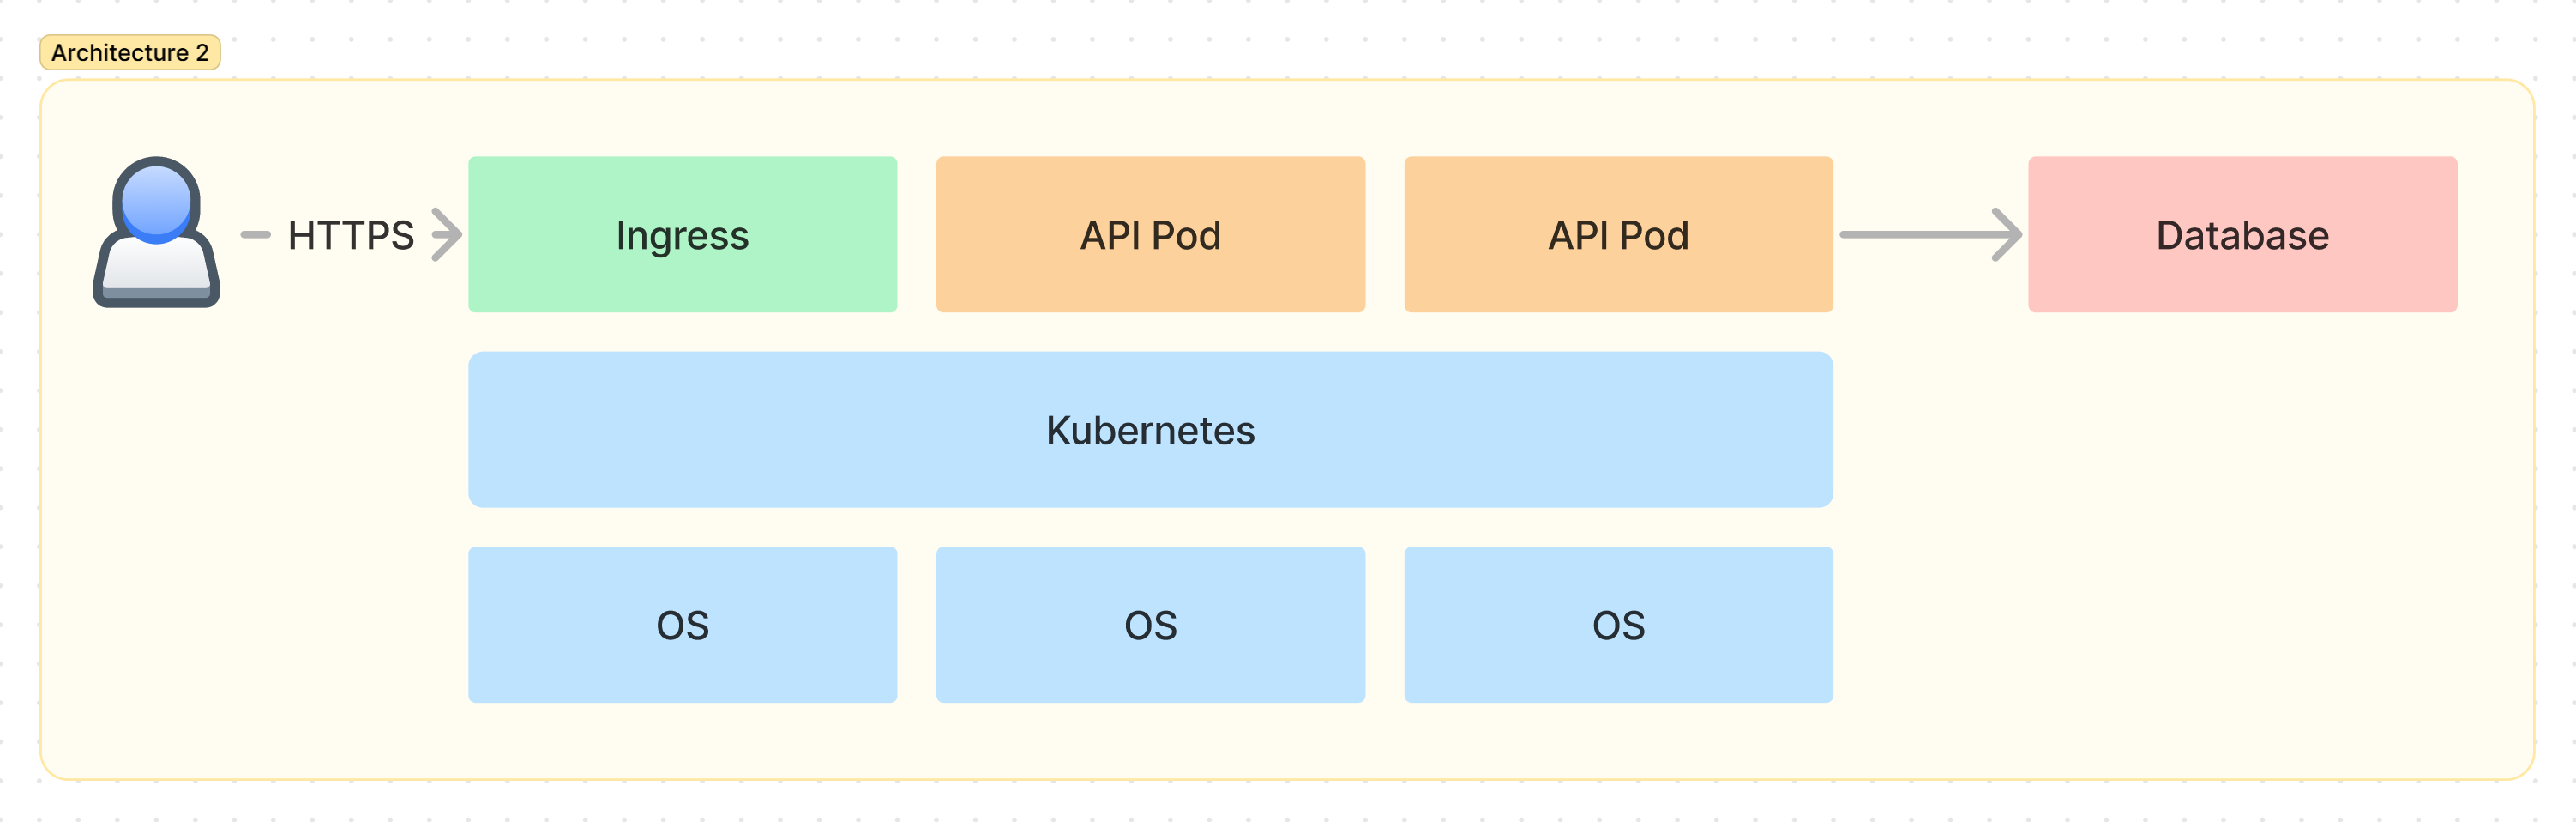 Architecture 2
HTTPS
Ingress
API Pod
API Pod
Database
Kubernetes
OS
OS
OS